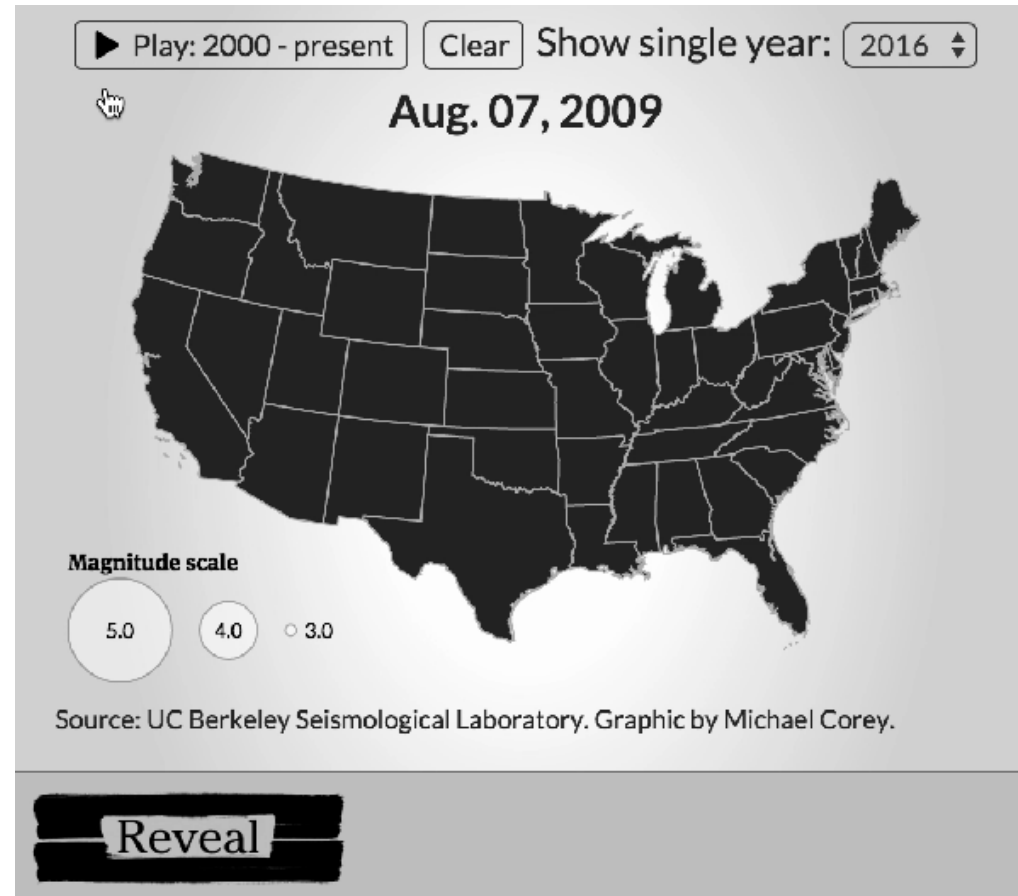 Play: 2000 - present Clear Show single year: 2016
Aug. 07, 2009
Magnitude scale
5.0 4.0 3.0
Source: UC Berkeley Seismological Laboratory. Graphic by Michael Corey.
Reveal